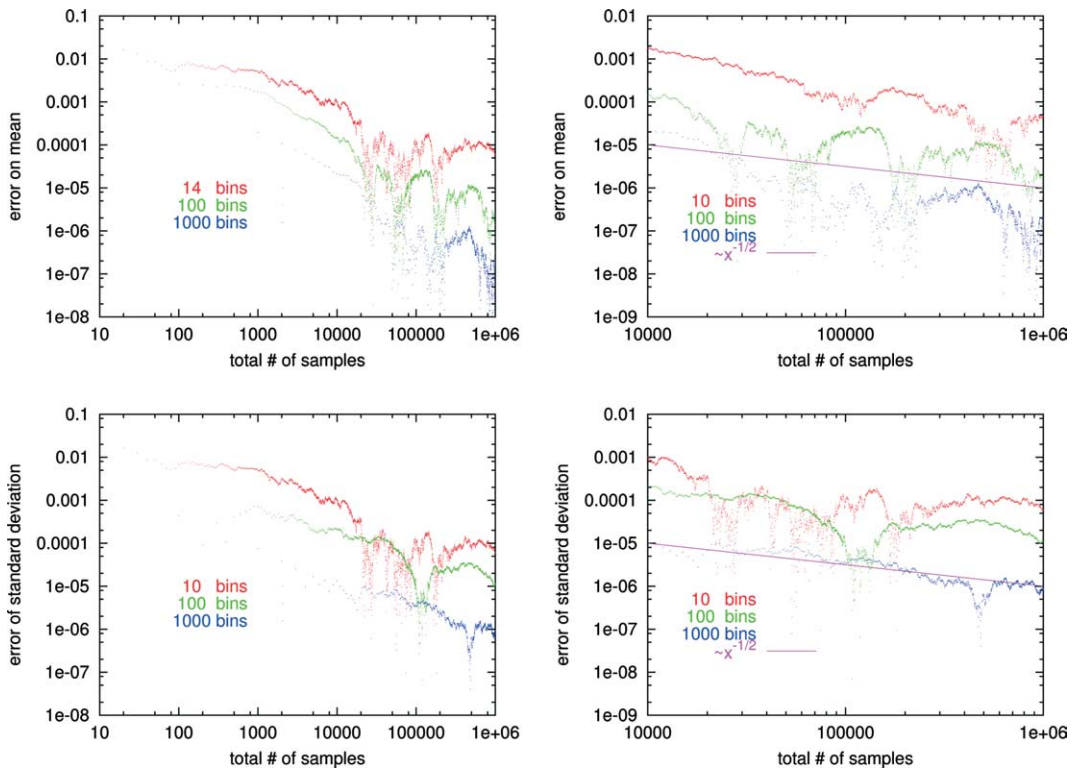 0.1
0.01
0.001
0.0001
1e-05
1e-06
1e-07
1e-08
error on mean
14 bins
100 bins
1000 bins
10 100 1000 10000 100000 1e+06
total # of samples
0.01
0.001
0.0001
1e-05
1e-06
1e-07
1e-08
1e-09
error on mean
10 bins
100 bins
1000 bins
~x^-1/2
10000 100000 1e+06
total # of samples
0.1
0.01
0.001
0.0001
1e-05
1e-06
1e-07
1e-08
error of standard deviation
10 bins
100 bins
1000 bins
10 100 1000 10000 100000 1e+06
total # of samples
0.01
0.001
0.0001
1e-05
1e-06
1e-07
1e-08
1e-09
error of standard deviation
10 bins
100 bins
1000 bins
~x^-1/2
10000 100000 1e+06
total # of samples